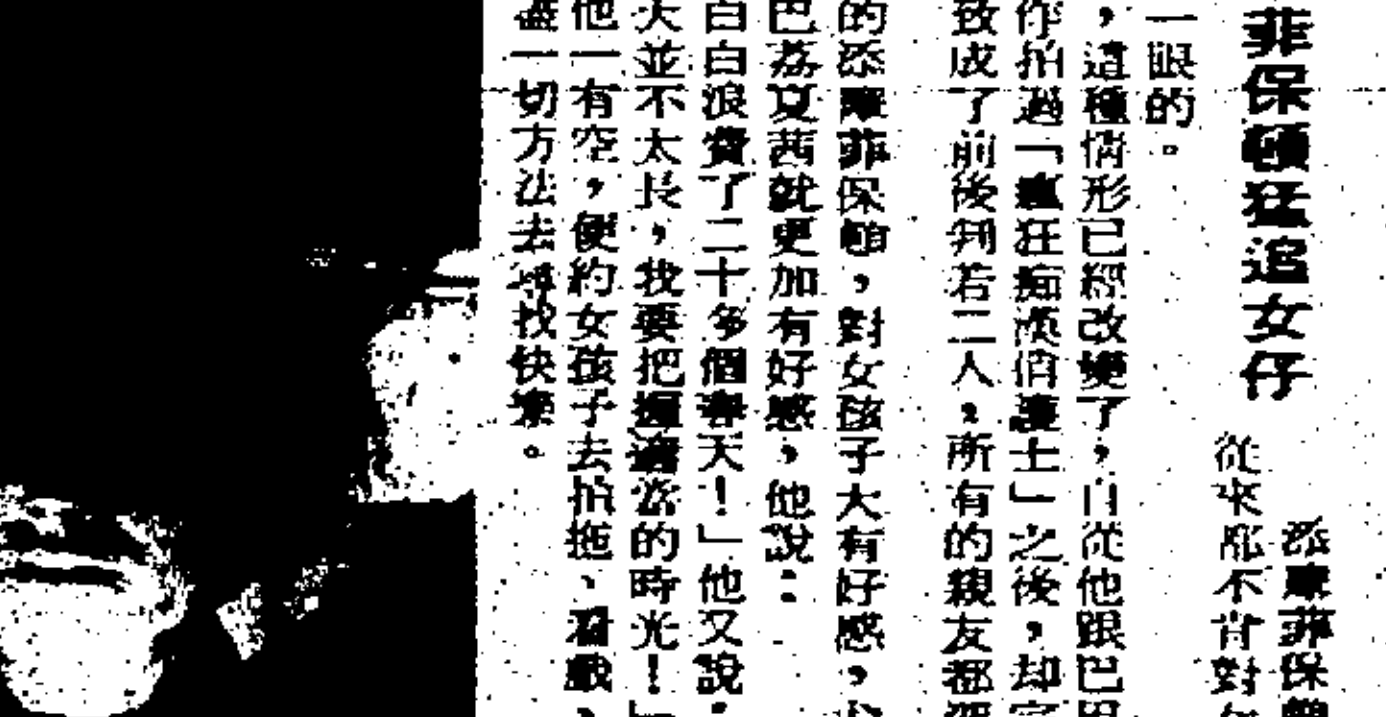 菲保頓狂追女仔
添康菲保頓
從來都不肯對女
一眼的。
，這種情形已經改變了，自從他跟巴
作拍過「瘋狂痴漢俏護士」之後，却
致成了前後判若二人，所有的親友都
的添康菲保頓，對女孩子大有好感，
巴荔夏茜就更加有好感，他說：
白白浪費了二十多個春天！」他又說：
天並不太長，我要把握適當的時光！」
他一有空，便約女孩子去拍拖、看戲、
盡一切方法去尋找快樂。